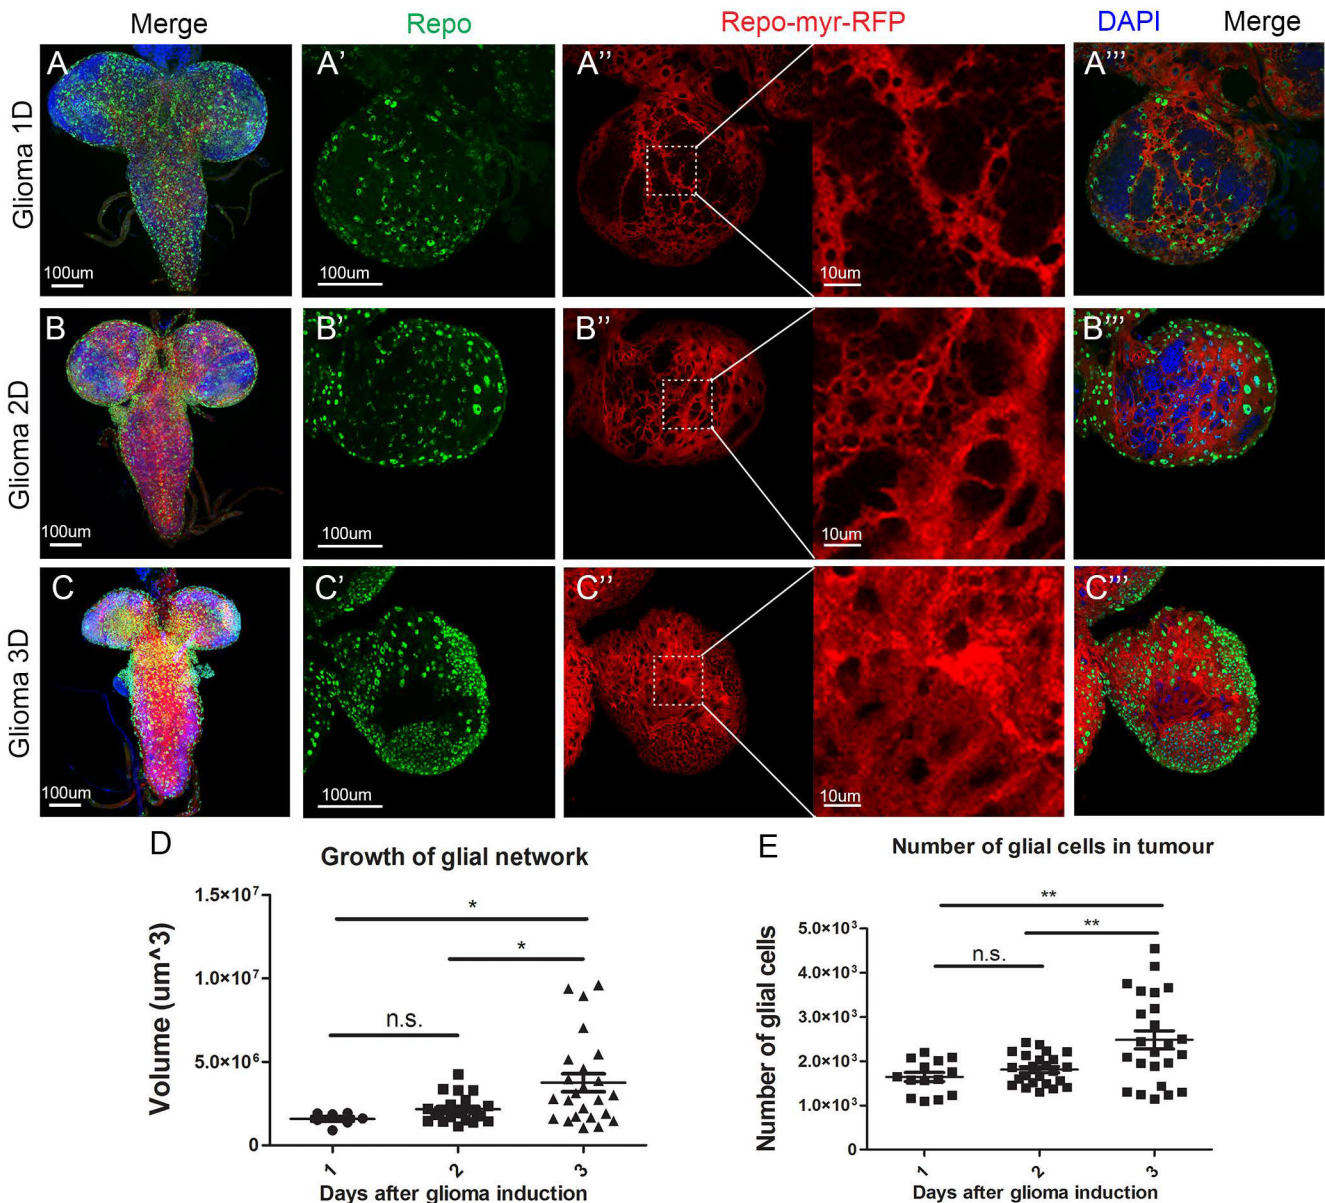 Merge Repo Repo-myr-RFP DAPI Merge
Glioma 1D
A A' A'' A'''
100um 100um 10um
Glioma 2D
B B' B'' B'''
100um 100um 10um
Glioma 3D
C C' C'' C'''
100um 100um 10um
D
Growth of glial network
Volume (um^3)
1.5×10⁷
1.0×10⁷
5.0×10⁶
0
*
*
n.s.
1 2 3
Days after glioma induction
E
Number of glial cells in tumour
Number of glial cells
5.0×10³
4.0×10³
3.0×10³
2.0×10³
1.0×10³
0
**
**
n.s.
1 2 3
Days after glioma induction